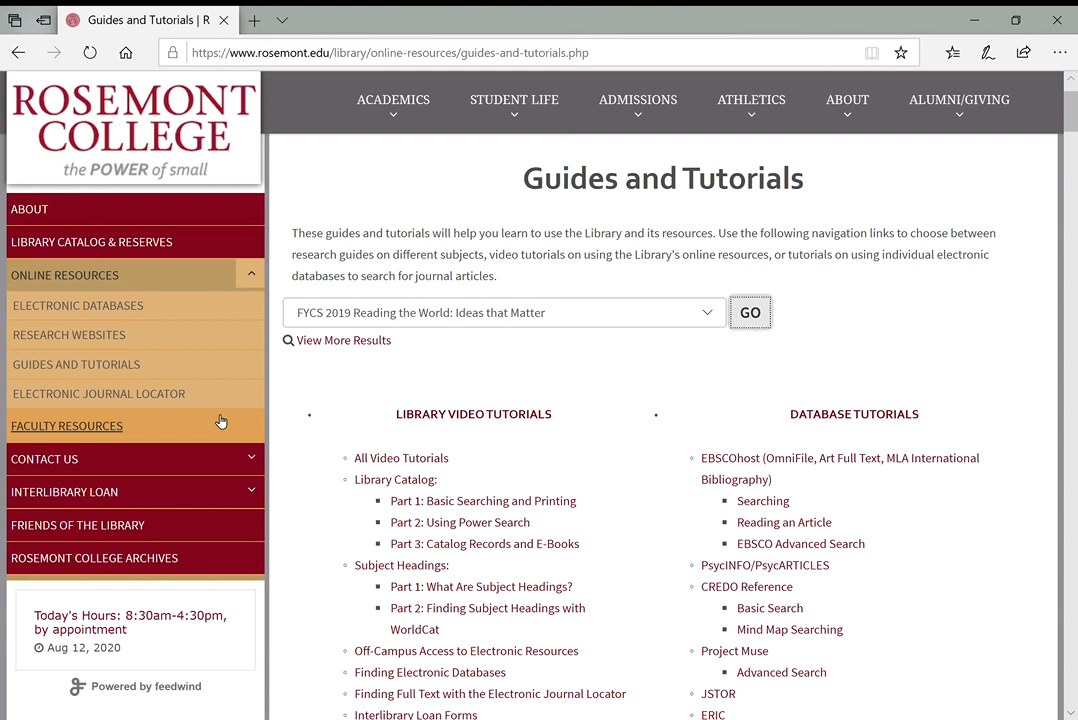 Guides and Tutorials | R
https://www.rosemont.edu/library/online-resources/guides-and-tutorials.php
ROSEMONT
COLLEGE
the POWER of small
ACADEMICS
STUDENT LIFE
ADMISSIONS
ATHLETICS
ABOUT
ALUMNI/GIVING
ABOUT
LIBRARY CATALOG & RESERVES
ONLINE RESOURCES
ELECTRONIC DATABASES
RESEARCH WEBSITES
GUIDES AND TUTORIALS
ELECTRONIC JOURNAL LOCATOR
FACULTY RESOURCES
CONTACT US
INTERLIBRARY LOAN
FRIENDS OF THE LIBRARY
ROSEMONT COLLEGE ARCHIVES
Today's Hours: 8:30am-4:30pm,
by appointment
Aug 12, 2020
Powered by feedwind
Guides and Tutorials
These guides and tutorials will help you learn to use the Library and its resources. Use the following navigation links to choose between
research guides on different subjects, video tutorials on using the Library's online resources, or tutorials on using individual electronic
databases to search for journal articles.
FYCS 2019 Reading the World: Ideas that Matter
GO
View More Results
LIBRARY VIDEO TUTORIALS
All Video Tutorials
Library Catalog:
Part 1: Basic Searching and Printing
Part 2: Using Power Search
Part 3: Catalog Records and E-Books
Subject Headings:
Part 1: What Are Subject Headings?
Part 2: Finding Subject Headings with
WorldCat
Off-Campus Access to Electronic Resources
Finding Electronic Databases
Finding Full Text with the Electronic Journal Locator
Interlibrary Loan Forms
DATABASE TUTORIALS
EBSCOhost (OmniFile, Art Full Text, MLA International
Bibliography)
Searching
Reading an Article
EBSCO Advanced Search
PsycINFO/PsycARTICLES
CREDO Reference
Basic Search
Mind Map Searching
Project Muse
Advanced Search
JSTOR
ERIC